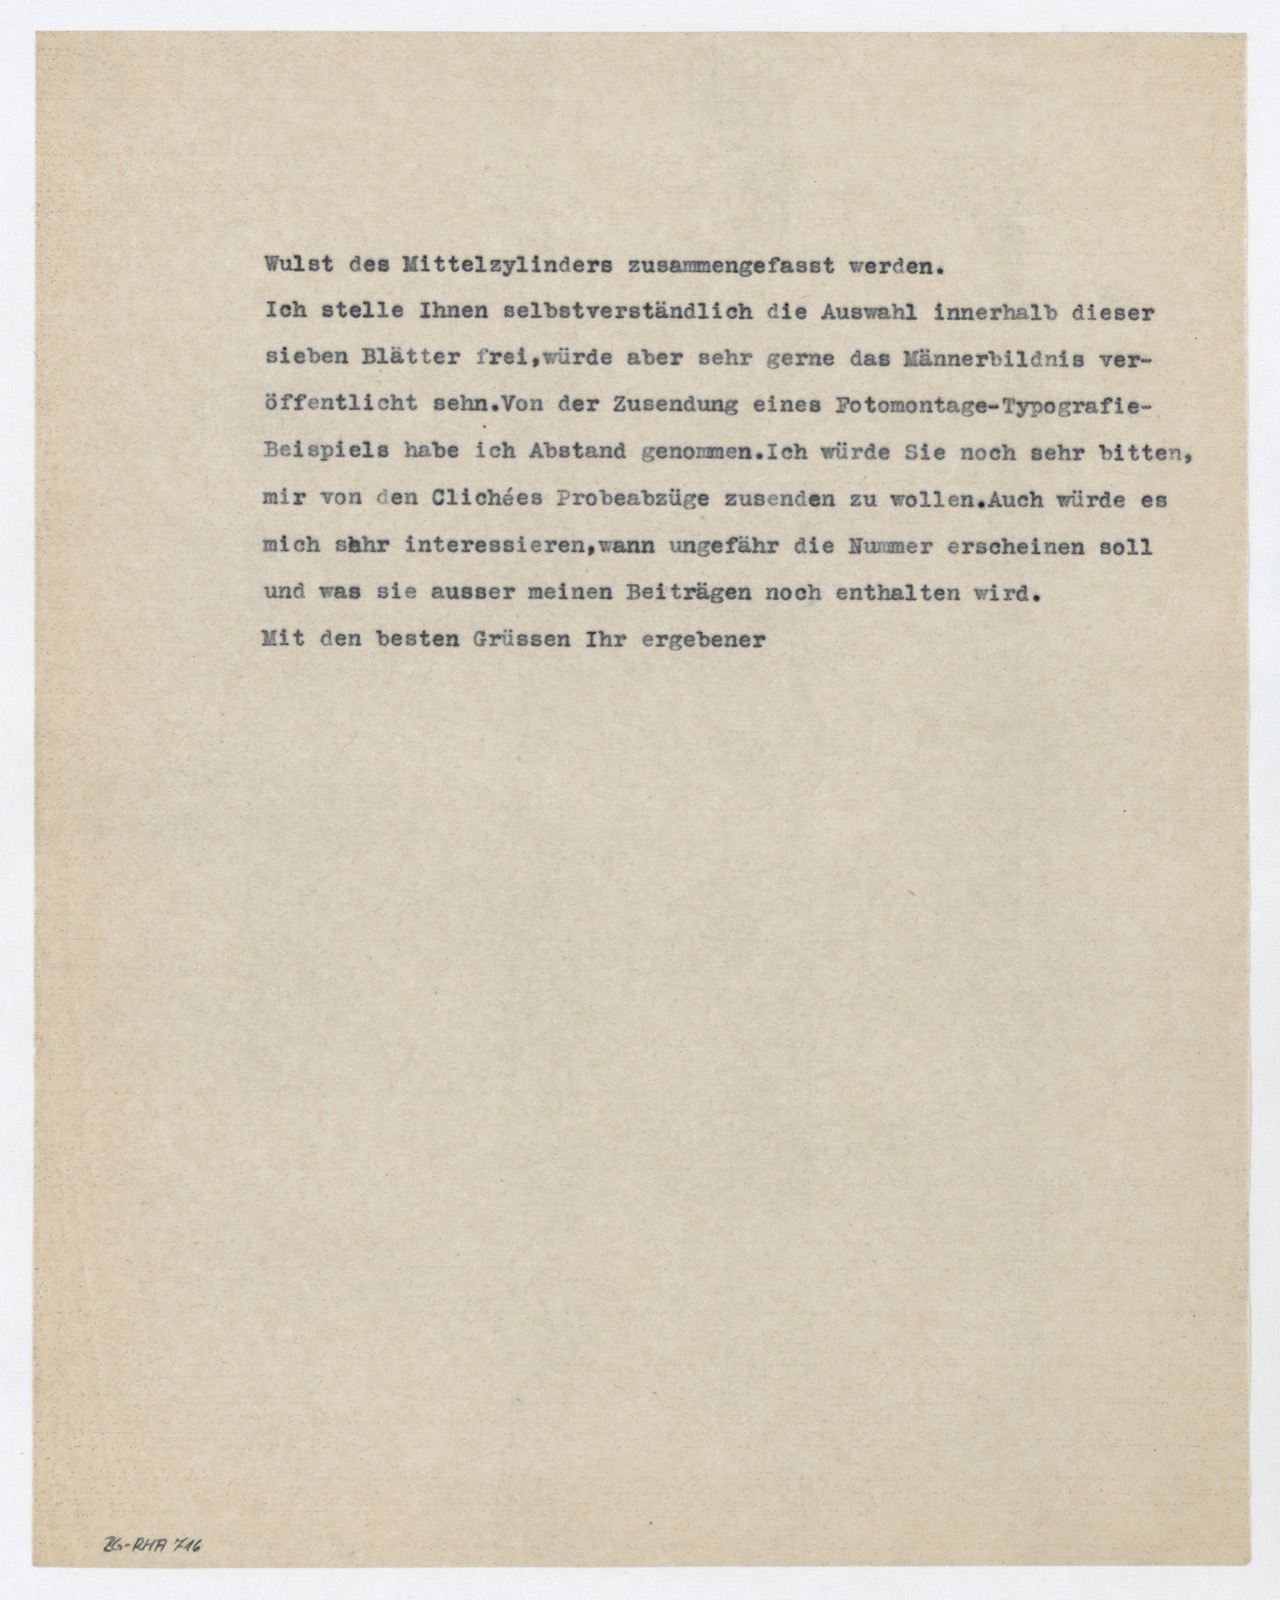 Wulst des Mittelzylinders zusammengefasst werden.
Ich stelle Ihnen selbstverständlich die Auswahl innerhalb dieser
sieben Blätter frei,würde aber sehr gerne das Männerbildnis ver-
öffentlicht sehn.Von der Zusendung eines Fotomontage-Typografie-
Beispiels habe ich Abstand genommen.Ich würde Sie noch sehr bitten,
mir von den Clichées Probeabzüge zusenden zu wollen.Auch würde es
mich sehr interessieren,wann ungefähr die Nummer erscheinen soll
und was sie ausser meinen Beiträgen noch enthalten wird.
Mit den besten Grüssen Ihr ergebener
BG-RHA 716